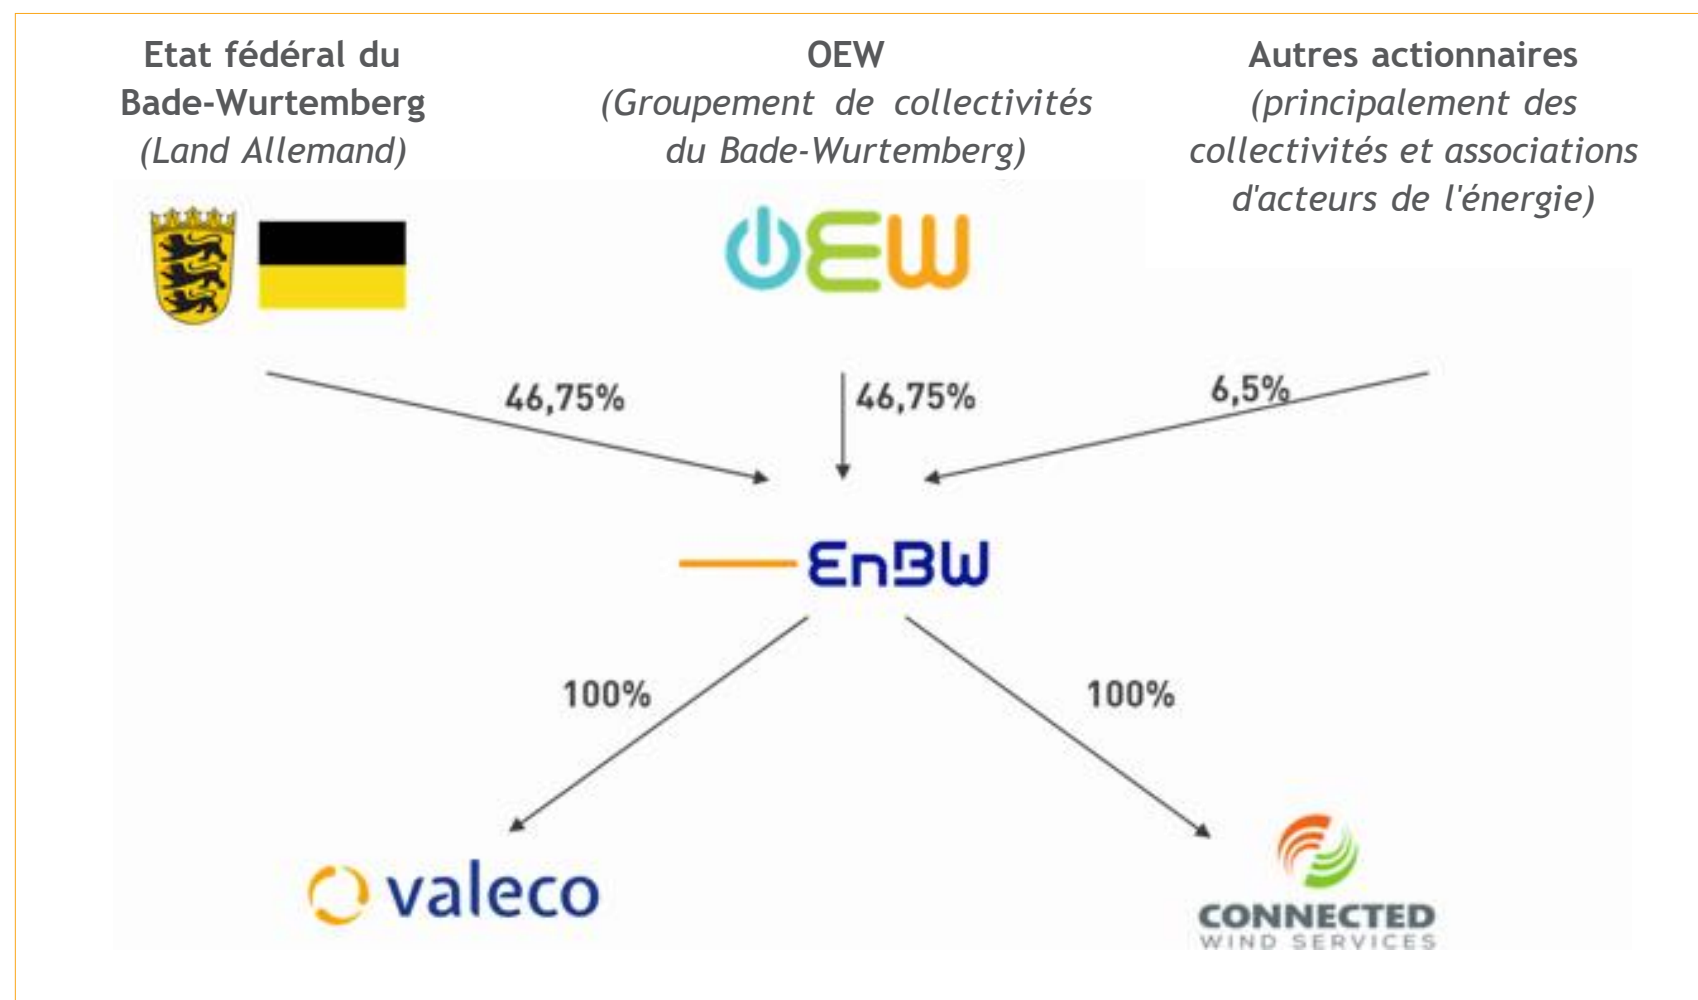 Etat fédéral du
Bade-Wurtemberg
(Land Allemand)
OEW
(Groupement de collectivités
du Bade-Wurtemberg)
Autres actionnaires
(principalement des
collectivités et associations
d'acteurs de l'énergie)
OEW
46,75%
46,75%
6,5%
EnBW
100%
100%
valeco
CONNECTED
WIND SERVICES